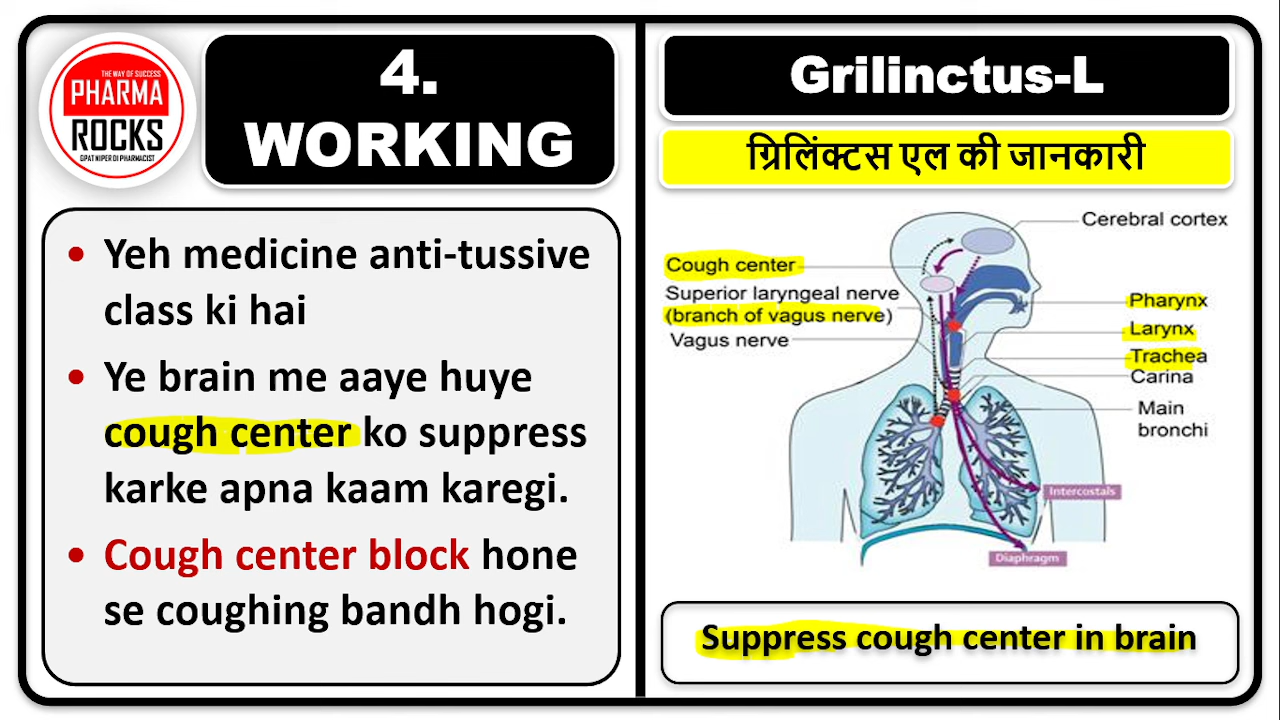 THE WAY OF SUCCESS
PHARMA
ROCKS
GPAT NIPER DI PHARMACIST
4.
WORKING
• Yeh medicine anti-tussive
class ki hai
• Ye brain me aaye huye
cough center ko suppress
karke apna kaam karegi.
• Cough center block hone
se coughing bandh hogi.
Grilinctus-L
ग्रिलिंक्टस एल की जानकारी
Cerebral cortex
Cough center
Superior laryngeal nerve
(branch of vagus nerve)
Vagus nerve
Pharynx
Larynx
Trachea
Carina
Main
bronchi
Intercostals
Diaphragm
Suppress cough center in brain